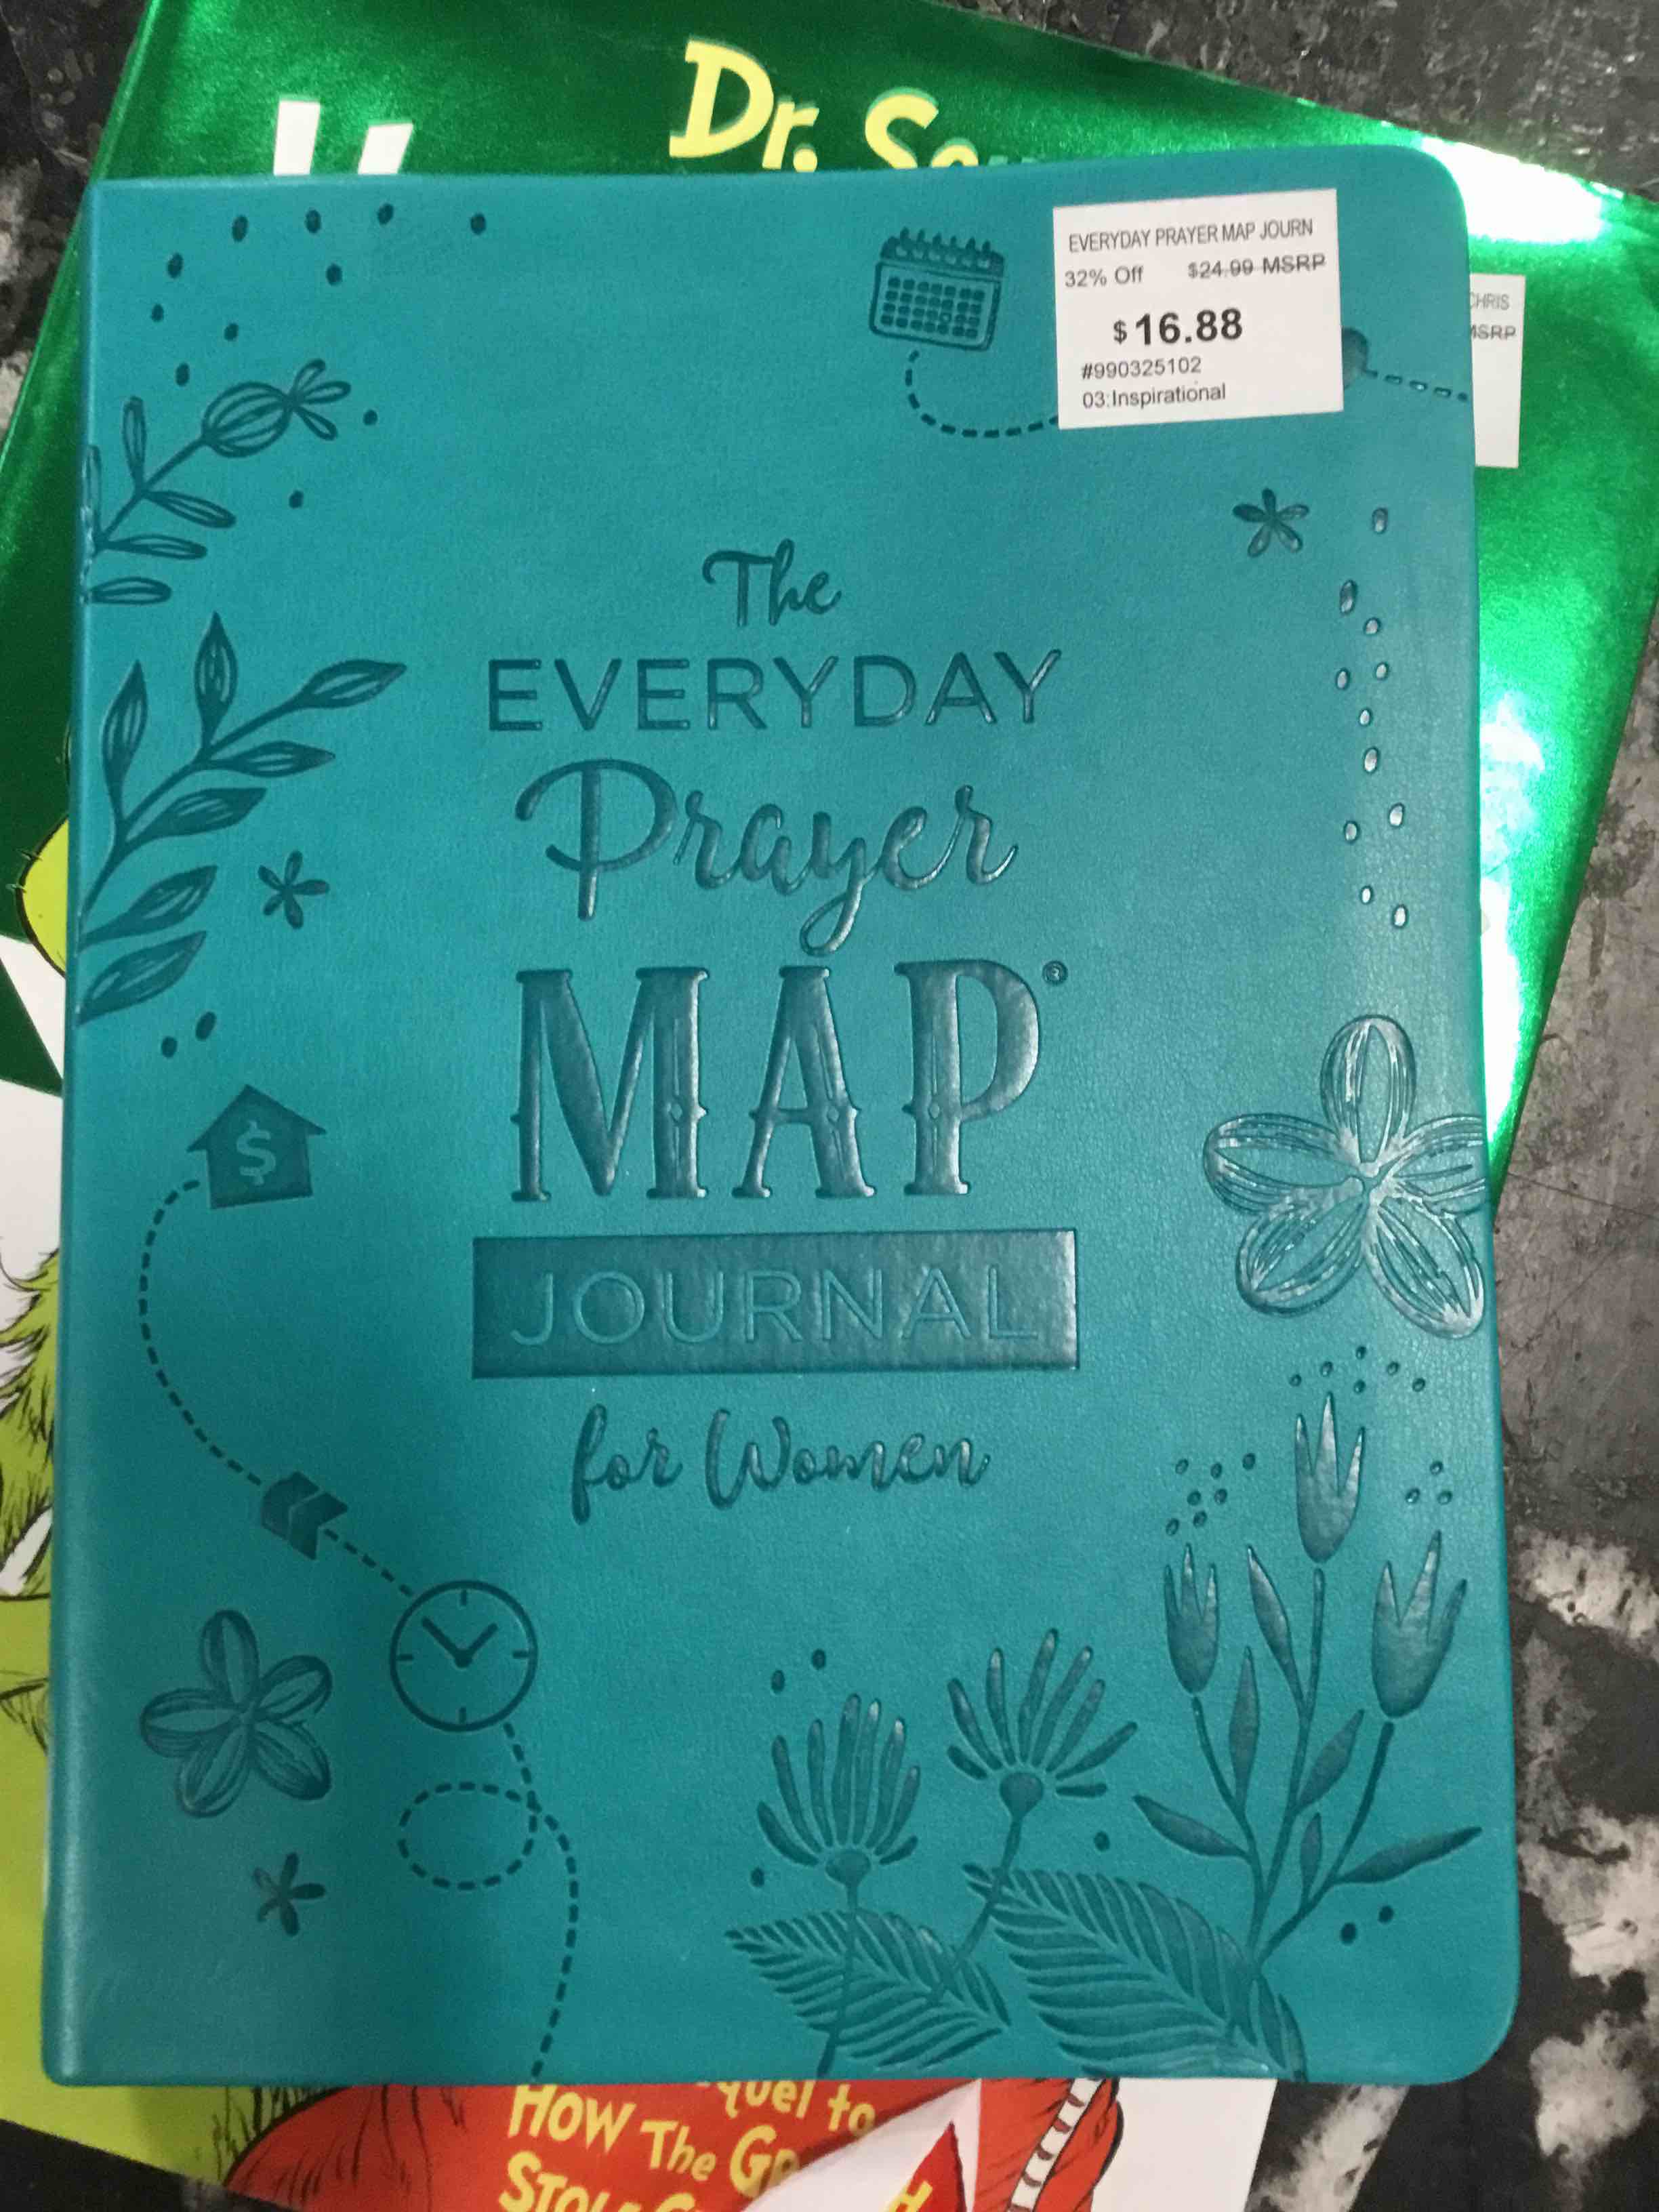 Dr.
EVERYDAY PRAYER MAP JOURN
32% Off $24.99 MSRP
$16.88
#990325102
03:Inspirational
CHRIS
MSRP
The
EVERYDAY
Prayer
MAP®
JOURNAL
for Women
$
quel to
HOW The Gr
STOLE